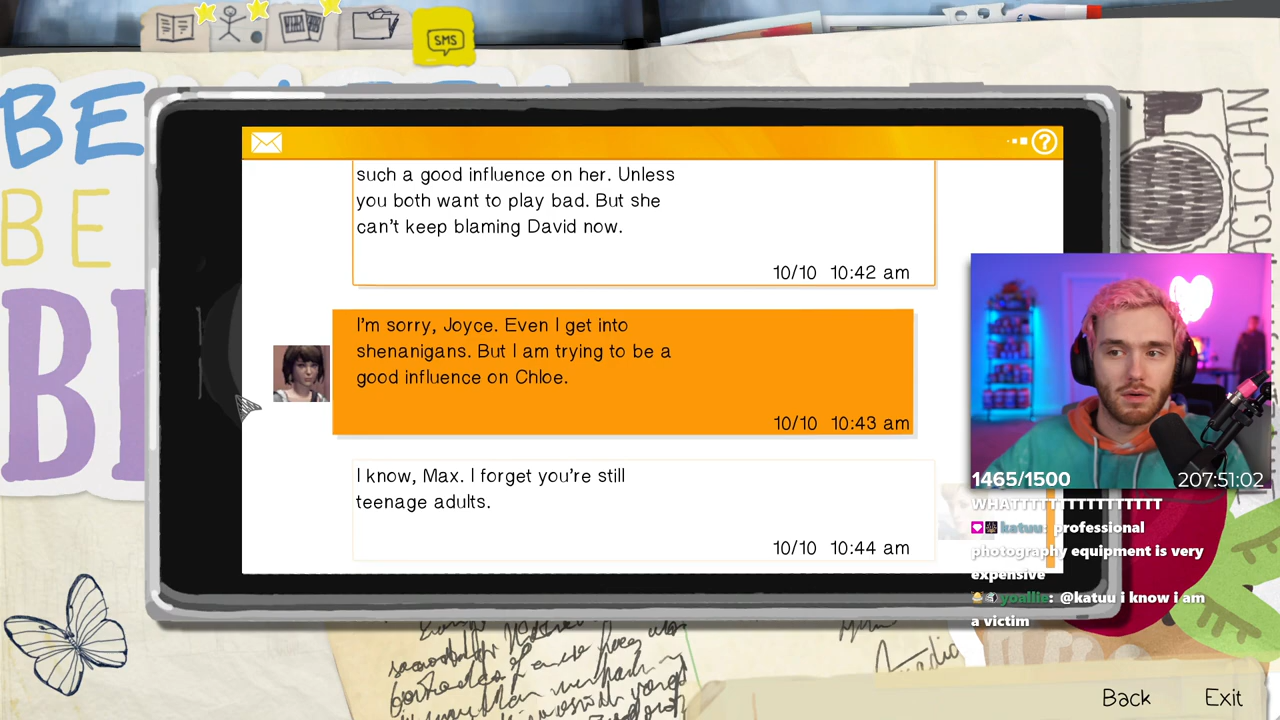 SMS
BE
BE
B
AGICIAN
such a good influence on her. Unless
you both want to play bad. But she
can't keep blaming David now.
10/10 10:42 am
I'm sorry, Joyce. Even I get into
shenanigans. But I am trying to be a
good influence on Chloe.
10/10 10:43 am
I know, Max. I forget you're still
teenage adults.
10/10 10:44 am
1465/1500 207:51:02
WHATTTTTTTTTTTTTTTTT
katuu: professional
photography equipment is very
expensive
yoallie: @katuu i know i am
a victim
Back Exit